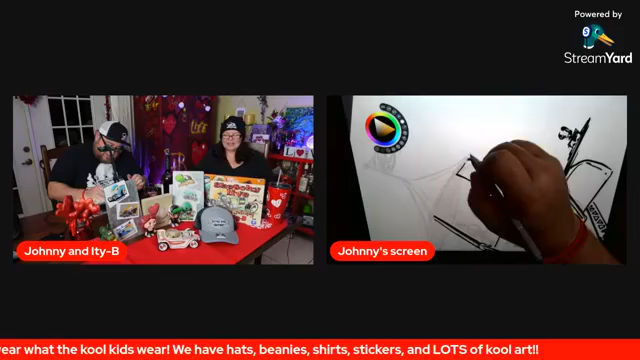 Powered by
StreamYard
Johnny and Ity-B
Johnny's screen
wear what the kool kids wear! We have hats, beanies, shirts, stickers, and LOTS of kool art!!